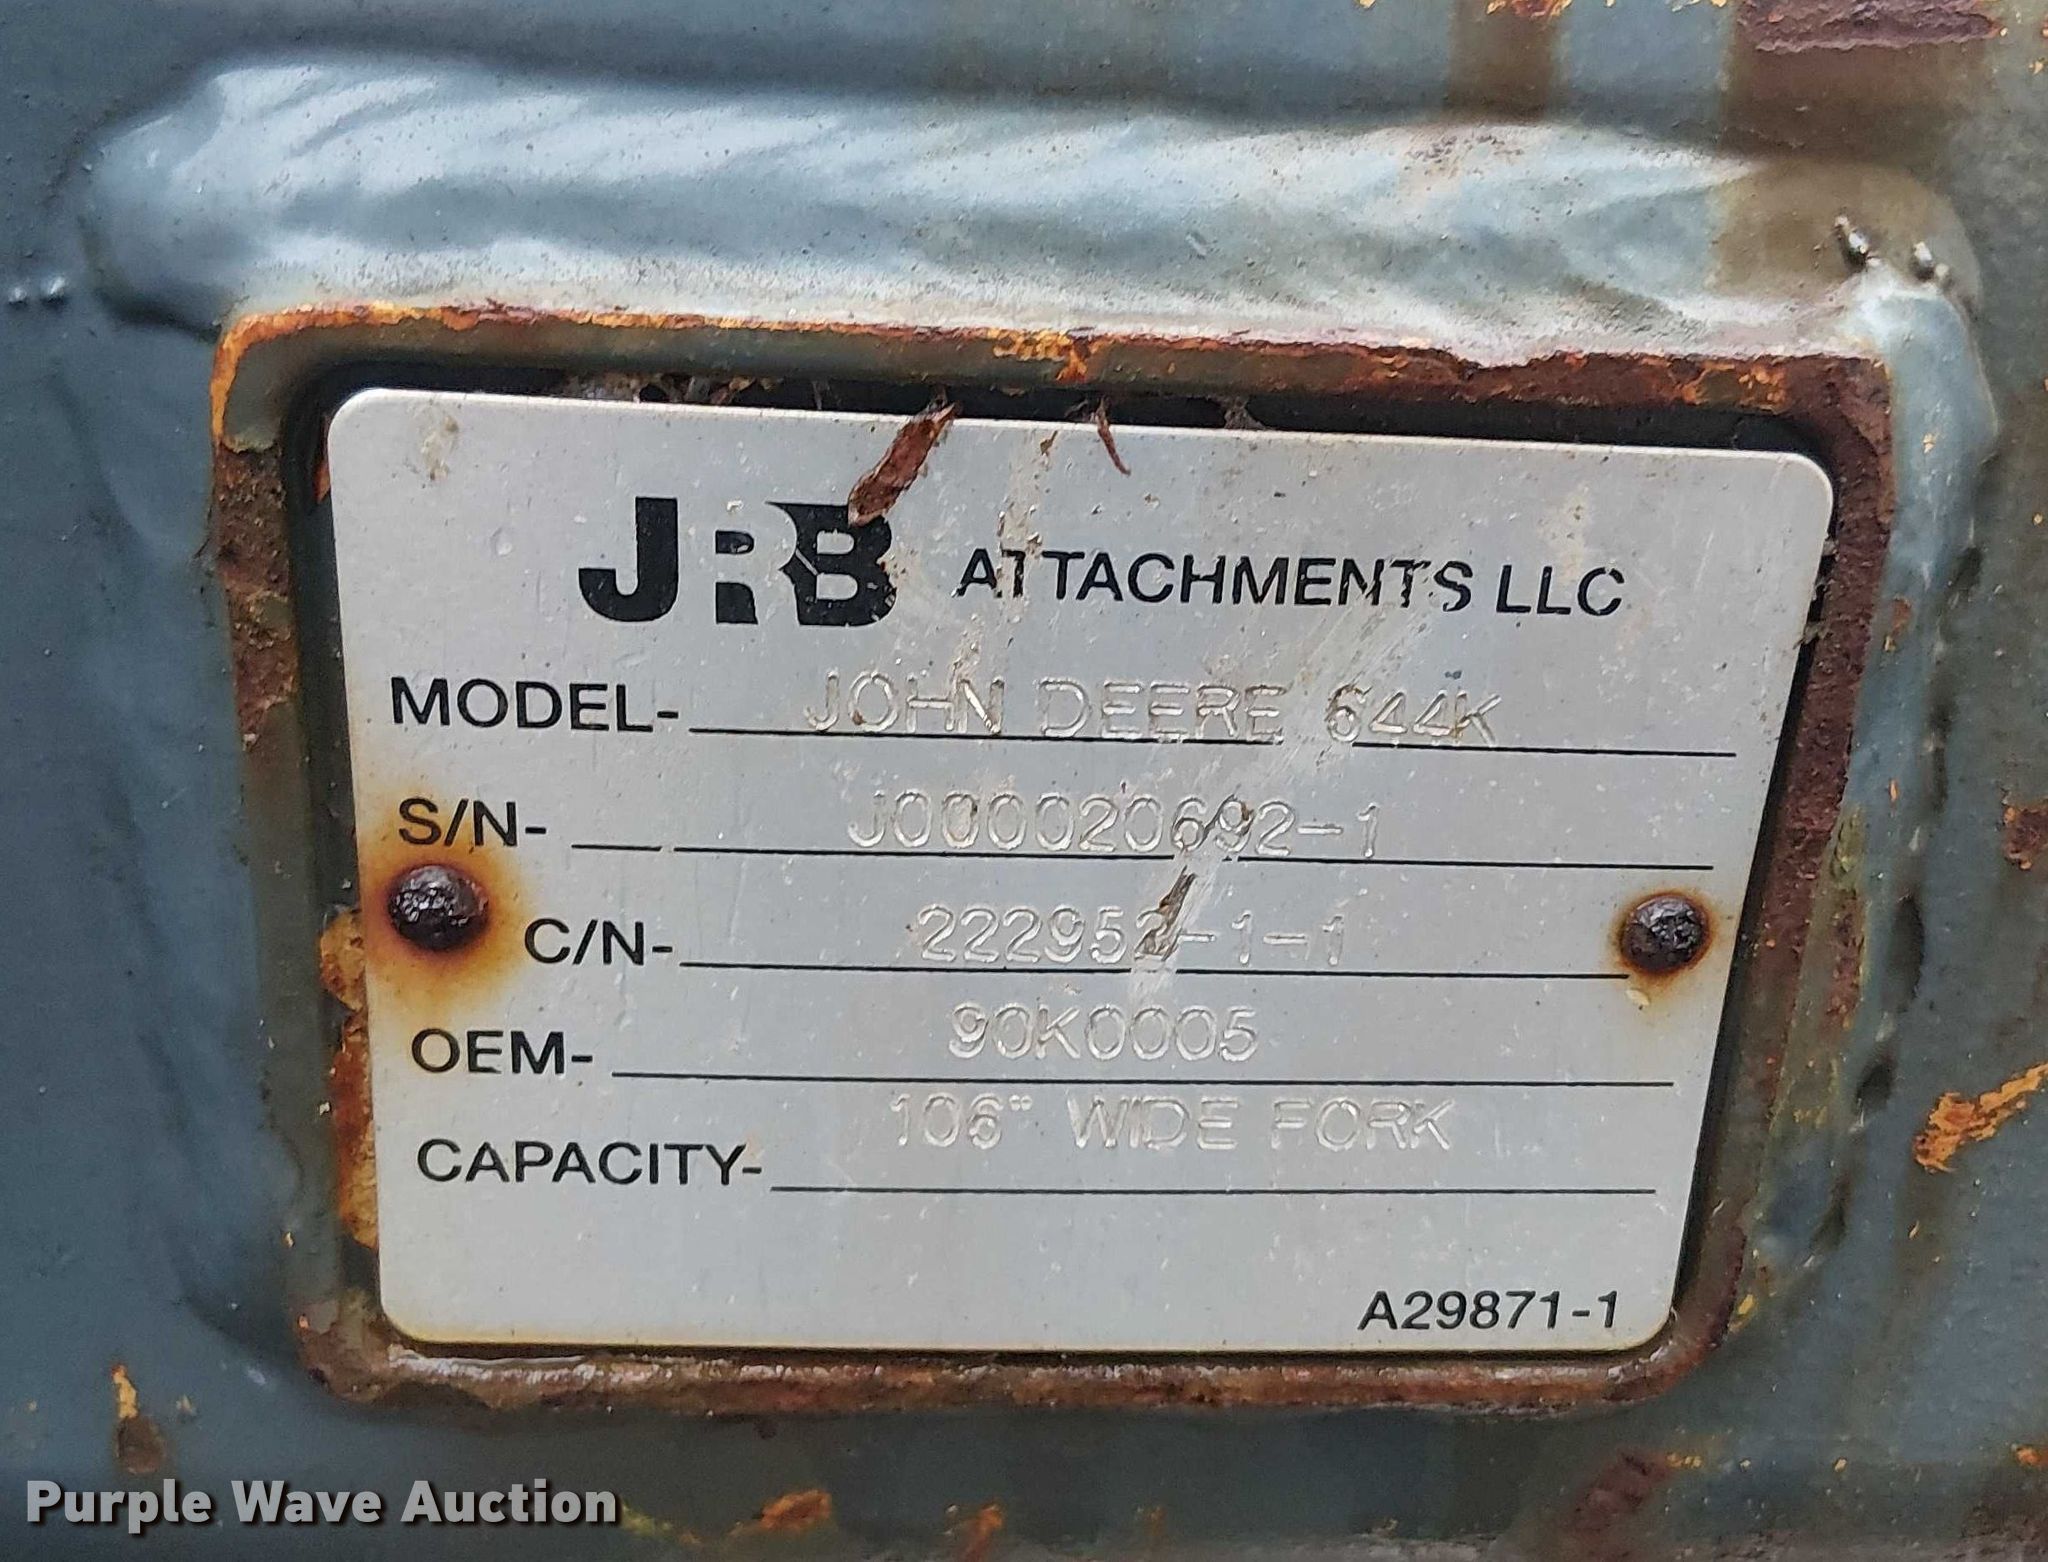 JRB ATTACHMENTS LLC
MODEL- JOHN DEERE 644K
S/N- J000020692-1
C/N- 222952-1-1
OEM- 90K0005
CAPACITY- 106" WIDE FORK
A29871-1
Purple Wave Auction